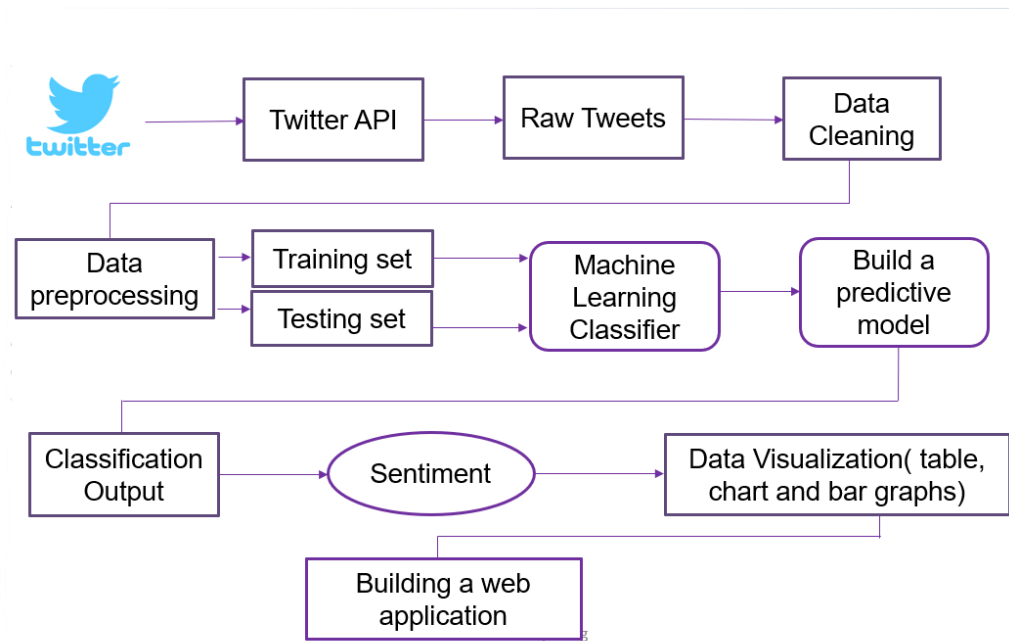 twitter
Twitter API
Raw Tweets
Data
Cleaning
Data
preprocessing
Training set
Testing set
Machine
Learning
Classifier
Build a
predictive
model
Classification
Output
Sentiment
Data Visualization( table,
chart and bar graphs)
Building a web
application